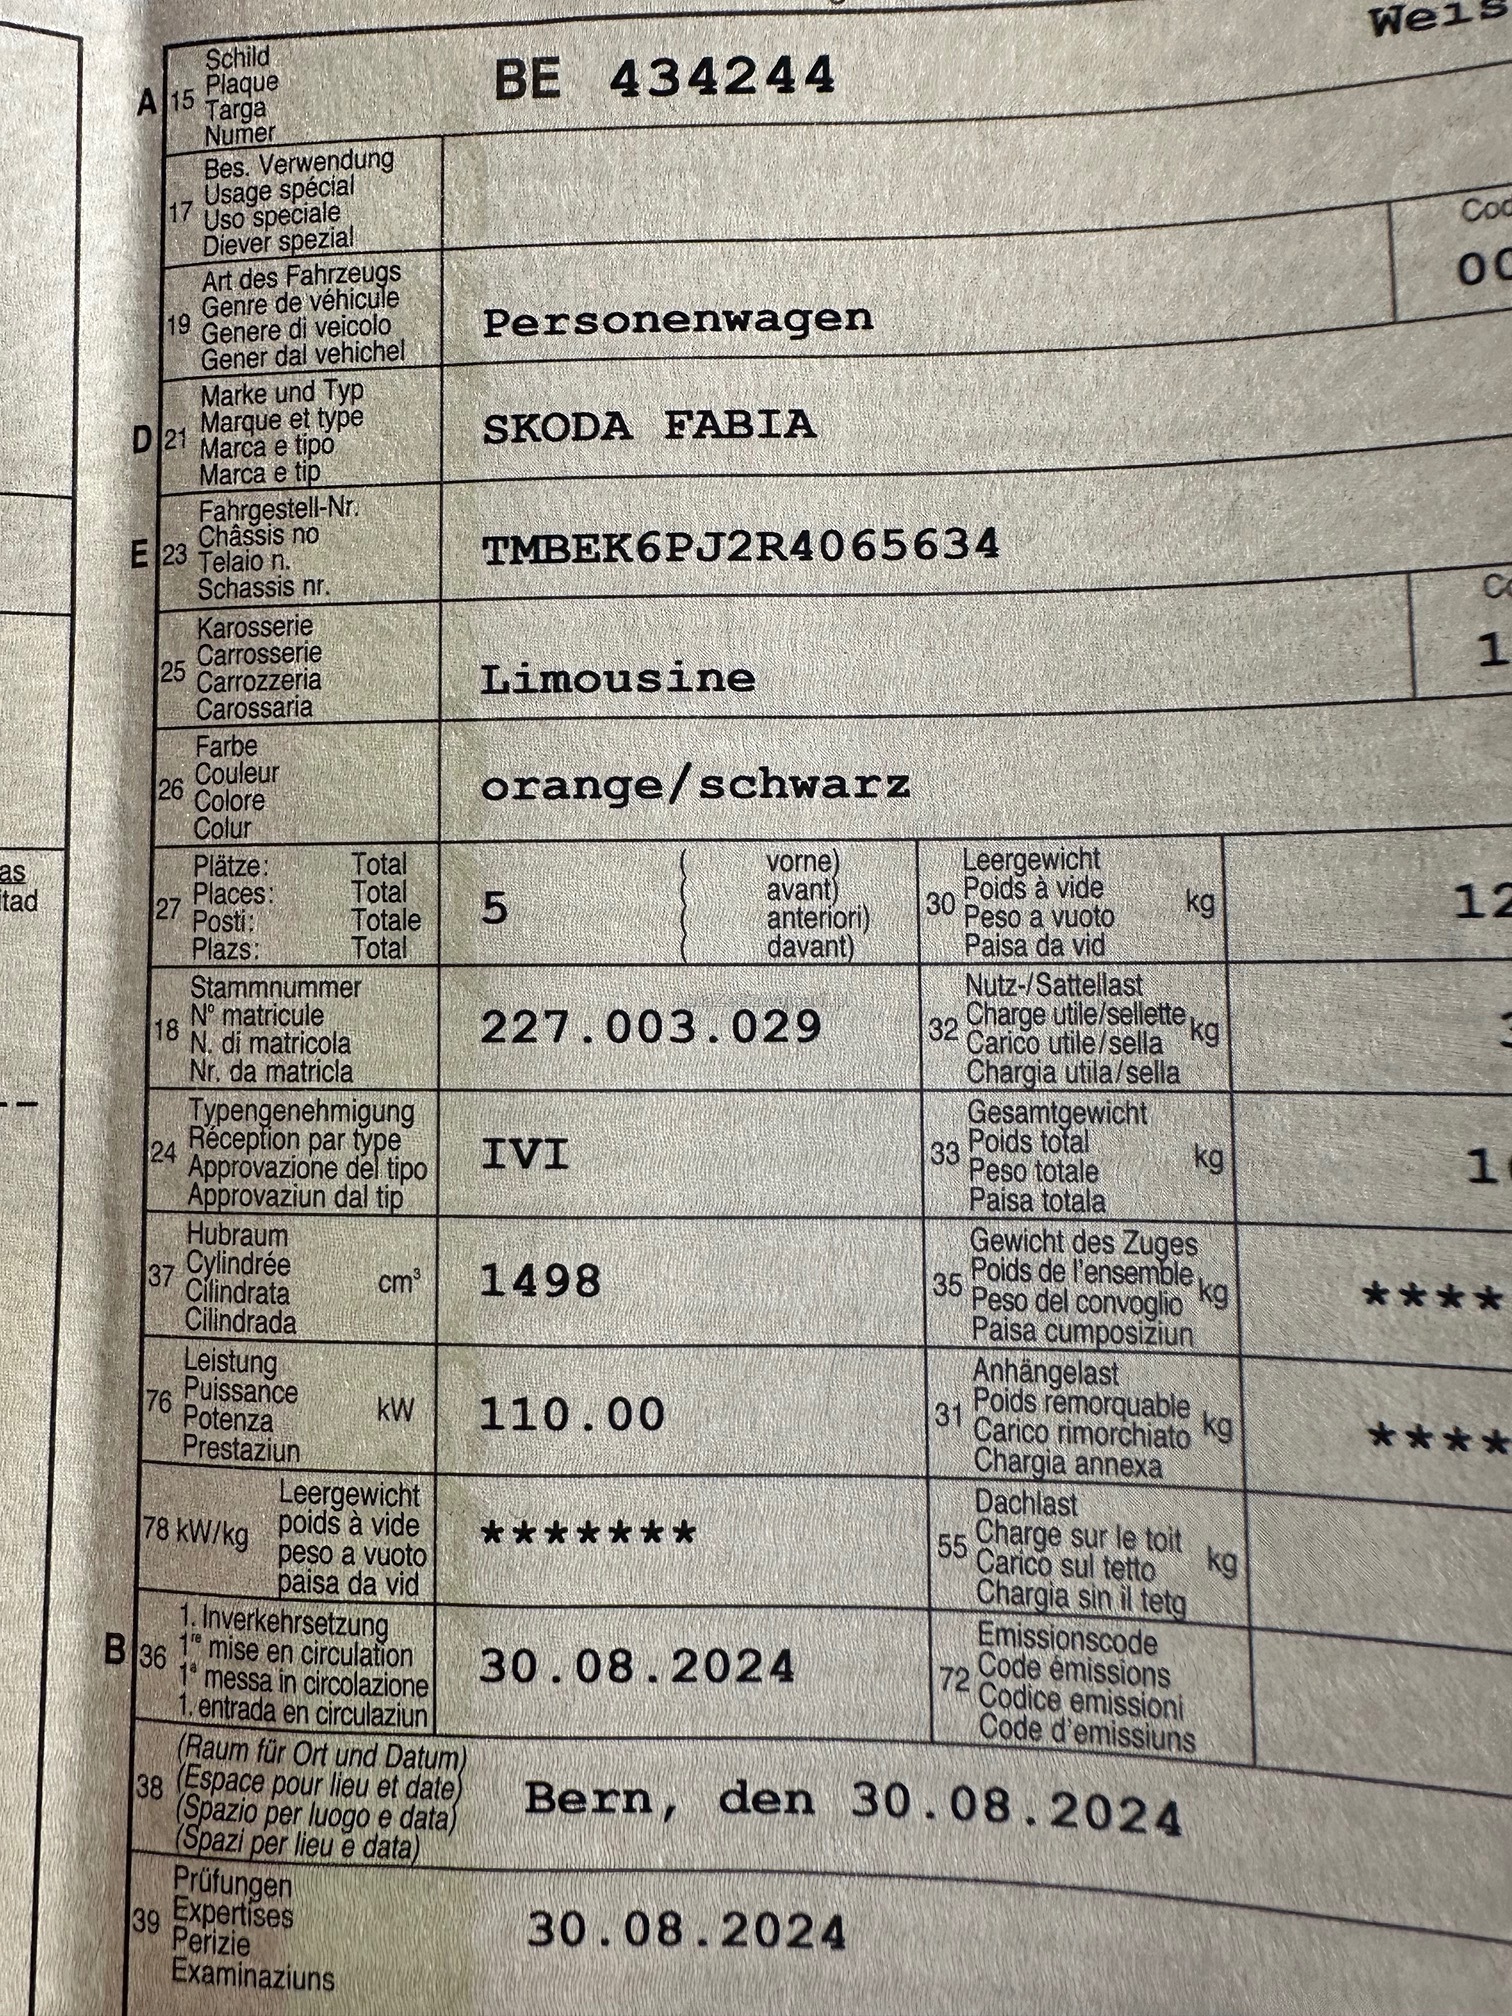 Weis
A 15 Schild
Plaque
Targa
Numer
BE 434244
17 Bes. Verwendung
Usage spécial
Uso speciale
Diever spezial
19 Art des Fahrzeugs
Genre de véhicule
Genere di veicolo
Gener dal vehichel
Personenwagen
Cod
00
D 21 Marke und Typ
Marque et type
Marca e tipo
Marca e tip
SKODA FABIA
E 23 Fahrgestell-Nr.
Châssis no
Telaio n.
Schassis nr.
TMBEK6PJ2R4065634
25 Karosserie
Carrosserie
Carrozzeria
Carossaria
Limousine
Co
1
26 Farbe
Couleur
Colore
Colur
orange/schwarz
as
tad
27 Plätze: Total
Places: Total
Posti: Totale
Plazs: Total
5
( vorne)
( avant)
( anteriori)
( davant)
30 Leergewicht
Poids à vide
Peso a vuoto
Paisa da vid
kg
12
18 Stammnummer
N° matricule
N. di matricola
Nr. da matricla
227.003.029
32 Nutz-/Sattellast
Charge utile/sellette
Carico utile/sella
Chargia utila/sella
kg
3
--
24 Typengenehmigung
Réception par type
Approvazione del tipo
Approvaziun dal tip
IVI
33 Gesamtgewicht
Poids total
Peso totale
Paisa totala
kg
1
37 Hubraum
Cylindrée
Cilindrata
Cilindrada
cm³
1498
35 Gewicht des Zuges
Poids de l'ensemble
Peso del convoglio
Paisa cumposiziun
kg
****
76 Leistung
Puissance
Potenza
Prestaziun
kW
110.00
31 Anhängelast
Poids remorquable
Carico rimorchiato
Chargia annexa
kg
****
78 kW/kg
Leergewicht
poids à vide
peso a vuoto
paisa da vid
*******
55 Dachlast
Charge sur le toit
Carico sul tetto
Chargia sin il tetg
kg
B 36 1. Inverkehrsetzung
1re mise en circulation
1a messa in circolazione
1. entrada en circulaziun
30.08.2024
72 Emissionscode
Code émissions
Codice emissioni
Code d'emissiuns
38 (Raum für Ort und Datum)
(Espace pour lieu et date)
(Spazio per luogo e data)
(Spazi per lieu e data)
Bern, den 30.08.2024
39 Prüfungen
Expertises
Perizie
Examinaziuns
30.08.2024